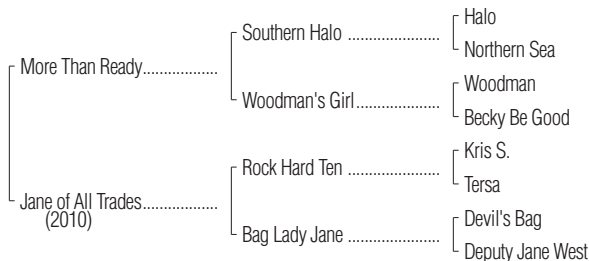 Halo
Southern Halo ....................
Northern Sea
More Than Ready.................
Woodman
Woodman's Girl...................
Becky Be Good
Kris S.
Rock Hard Ten ....................
Tersa
Jane of All Trades.................
(2010)
Devil's Bag
Bag Lady Jane ....................
Deputy Jane West